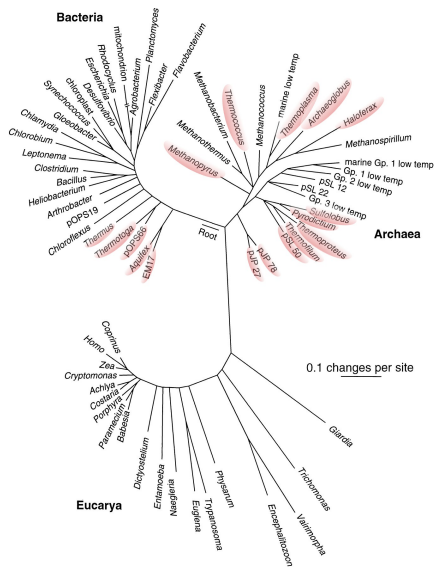 Bacteria
mitochondrion
Rhodocyclus
Escherichia
Desulfovibrio
chloroplast
Synechococcus
Gloeobacter
Chlamydia
Chlorobium
Leptonema
Clostridium
Bacillus
Heliobacterium
Arthrobacter
pOPS19
Chloroflexus
Thermus
Thermotoga
pOPS66
Aquifex
EM17
Agrobacterium
Planctomyces
Flexibacter
Flavobacterium
Root
Methanopyrus
Methanothermus
Methanobacterium
Thermococcus
Methanococcus
marine low temp
Thermoplasma
Archaeoglobus
Haloferax
Methanospirillum
marine Gp. 1 low temp
Gp. 1 low temp
Gp. 2 low temp
pSL 12
pSL 22
Gp. 3 low temp
Sulfolobus
Pyrodictium
Thermoproteus
Thermofilum
pSL 50
pJP 78
pJP 27
Archaea
0.1 changes per site
Coprinus
Homo
Zea
Cryptomonas
Achlya
Costaria
Porphyra
Paramecium
Babesia
Dictyostelium
Entamoeba
Naegleria
Euglena
Trypanosoma
Physarum
Encephalitozoon
Vairimorpha
Trichomonas
Giardia
Eucarya